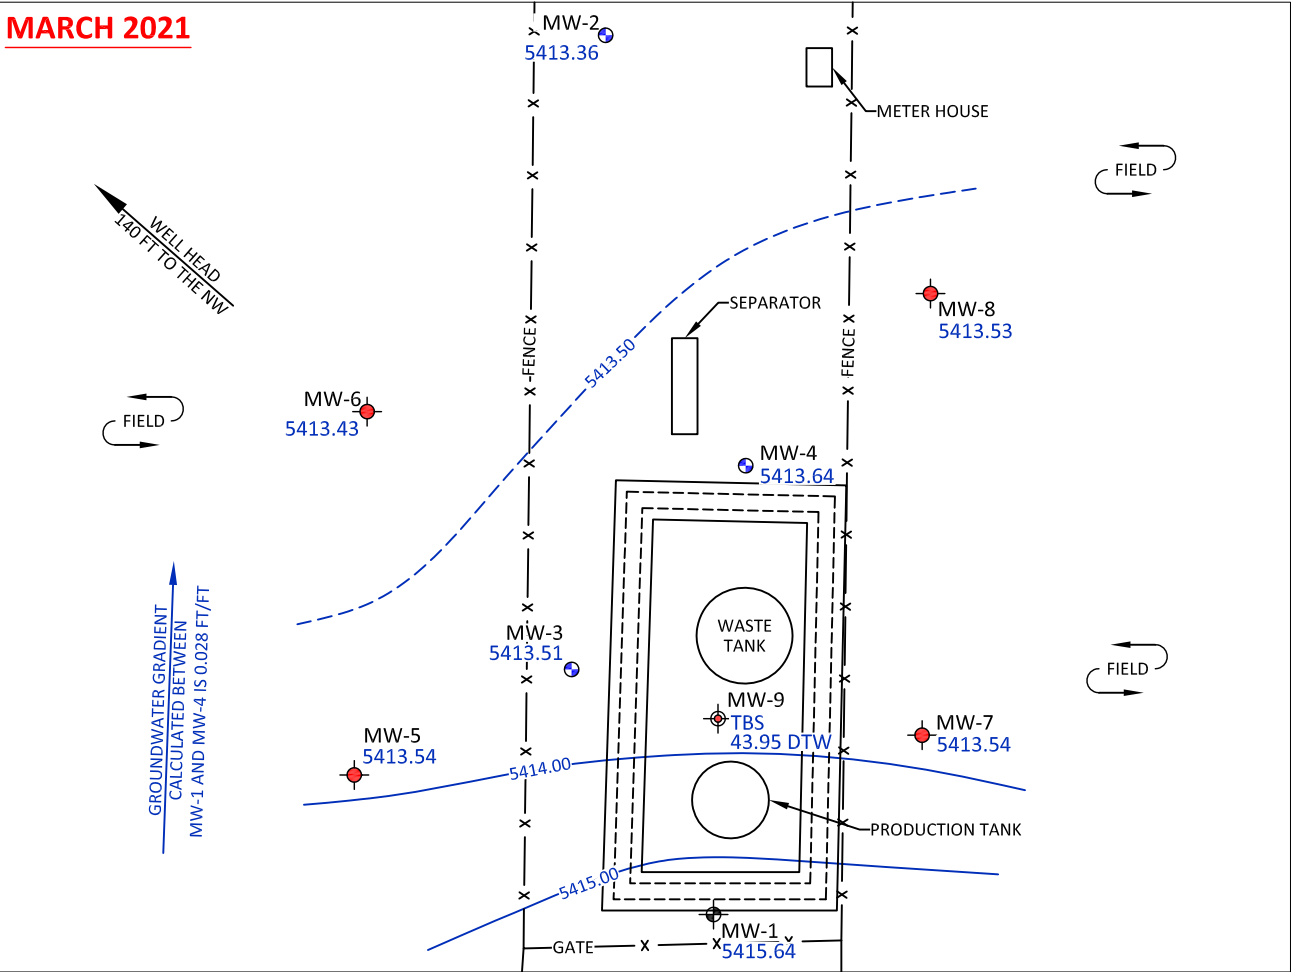 MARCH 2021
MW-2
5413.36
METER HOUSE
FIELD
WELL HEAD
140 FT TO THE NW
SEPARATOR
MW-8
5413.53
FENCE
FENCE
5413.50
MW-6
5413.43
FIELD
MW-4
5413.64
GROUNDWATER GRADIENT
CALCULATED BETWEEN
MW-1 AND MW-4 IS 0.028 FT/FT
WASTE
TANK
MW-3
5413.51
FIELD
MW-9
TBS
43.95 DTW
MW-7
5413.54
MW-5
5413.54
5414.00
PRODUCTION TANK
5415.00
MW-1
5415.64
GATE